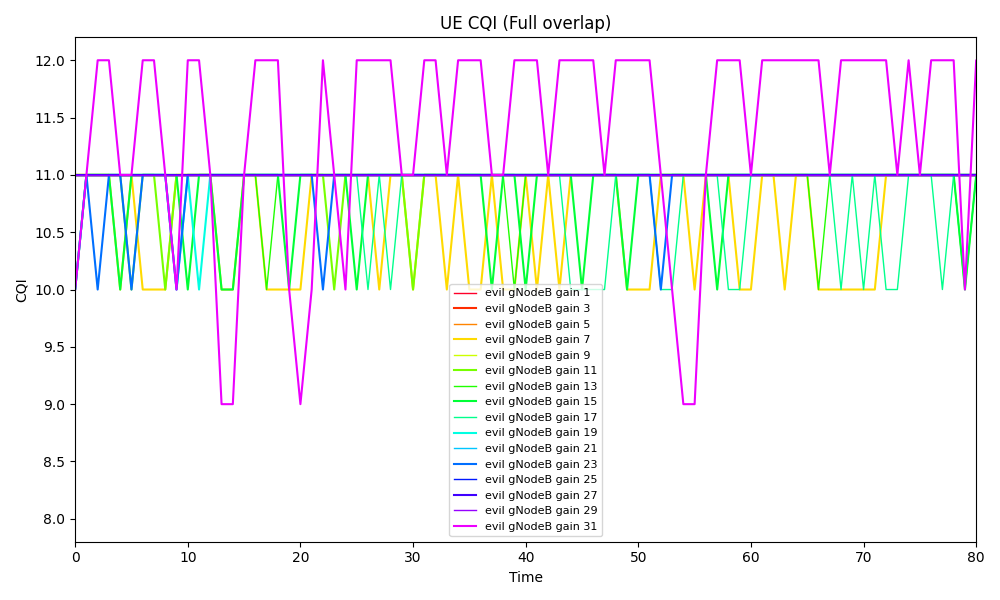 UE CQI (Full overlap)
12.0
11.5
11.0
10.5
10.0
9.5
9.0
8.5
8.0
CQI
evil gNodeB gain 1
evil gNodeB gain 3
evil gNodeB gain 5
evil gNodeB gain 7
evil gNodeB gain 9
evil gNodeB gain 11
evil gNodeB gain 13
evil gNodeB gain 15
evil gNodeB gain 17
evil gNodeB gain 19
evil gNodeB gain 21
evil gNodeB gain 23
evil gNodeB gain 25
evil gNodeB gain 27
evil gNodeB gain 29
evil gNodeB gain 31
0 10 20 30 40 50 60 70 80
Time